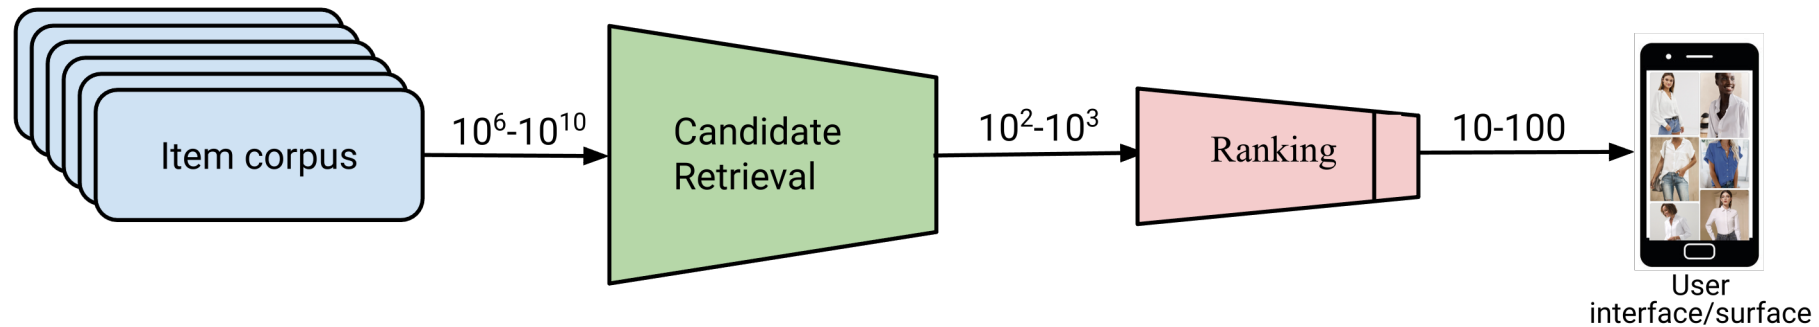 Item corpus
10⁶-10¹⁰
Candidate
Retrieval
10²-10³
Ranking
10-100
User
interface/surface